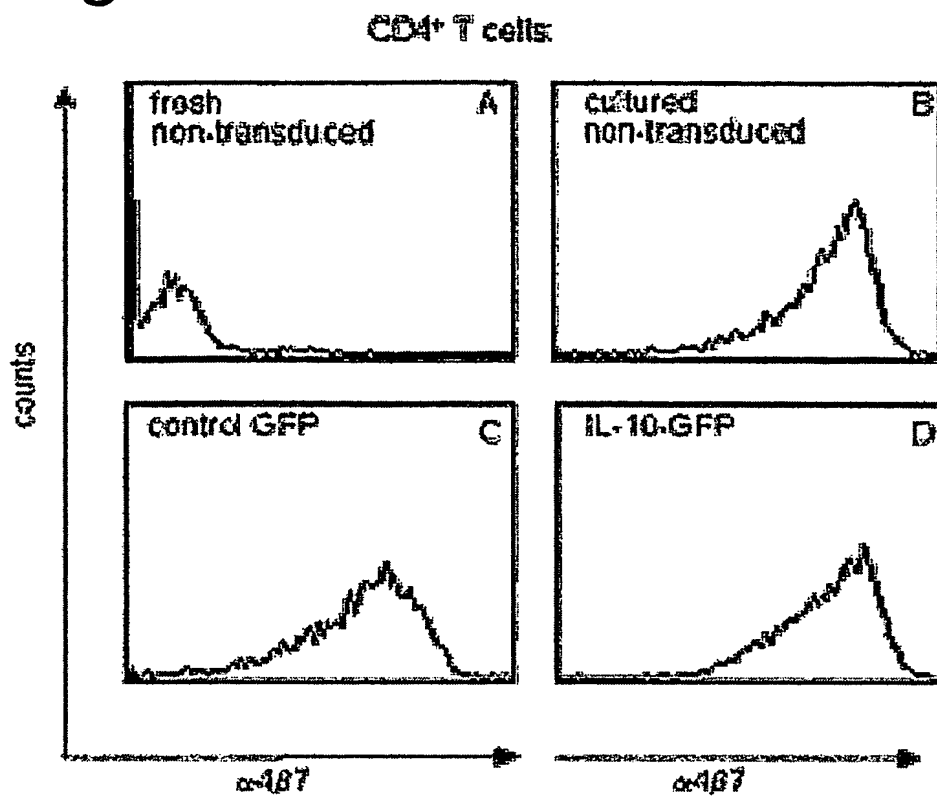 CD4⁺ T cells
fresh
non-transduced
A
cultured
non-transduced
B
counts
control GFP
C
IL-10-GFP
D
α4β7
α4β7